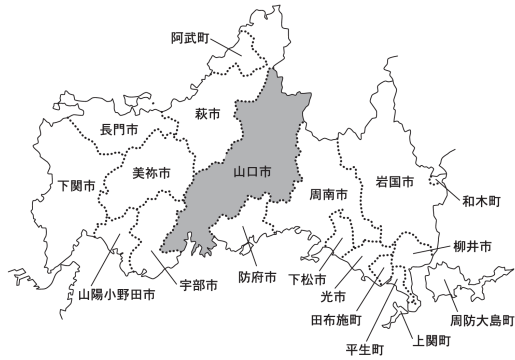 阿武町
萩市
長門市
美祢市
山口市
下関市
周南市
岩国市
和木町
柳井市
山陽小野田市
宇部市
防府市
下松市
光市
田布施町
平生町
上関町
周防大島町